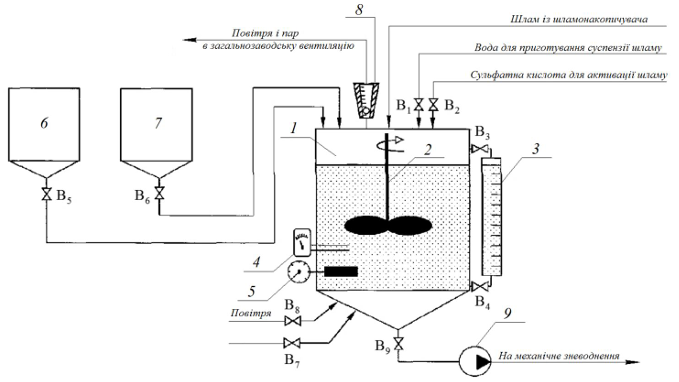 8
Шлам із шламонакопичувача
Повітря і пар
в загальнозаводську вентиляцію
Вода для приготування суспензії шламу
Сульфатна кислота для активації шламу
6
7
В1
В2
1
2
В3
3
В5
В6
4
5
В4
В8
Повітря
В7
В9
9
На механічне зневоднення